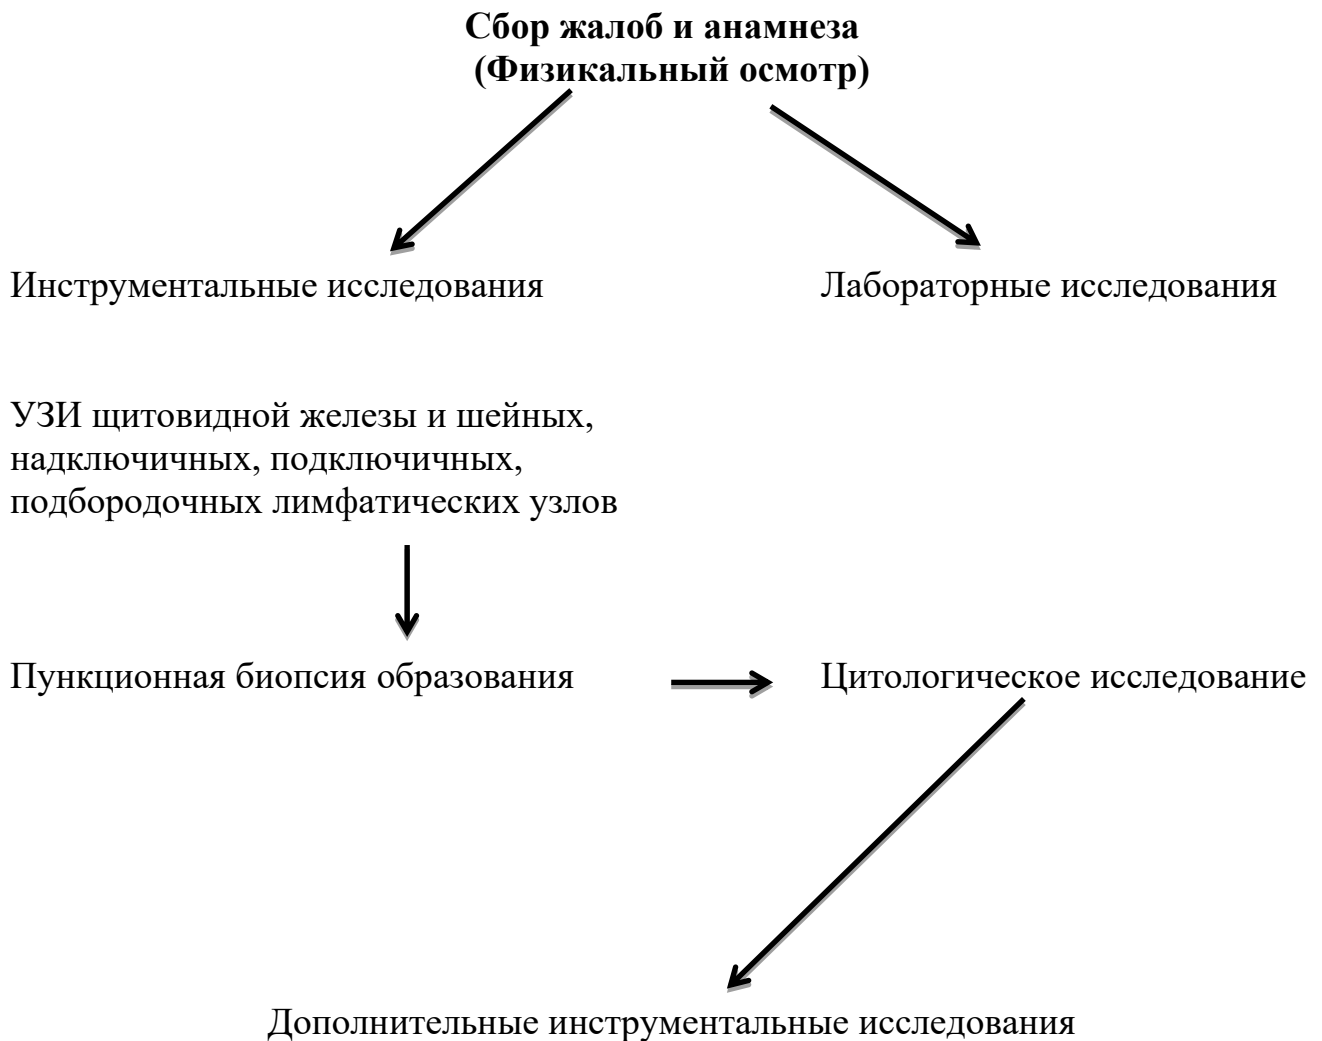 Сбор жалоб и анамнеза
(Физикальный осмотр)
Инструментальные исследования
Лабораторные исследования
УЗИ щитовидной железы и шейных,
надключичных, подключичных,
подбородочных лимфатических узлов
Пункционная биопсия образования
Цитологическое исследование
Дополнительные инструментальные исследования